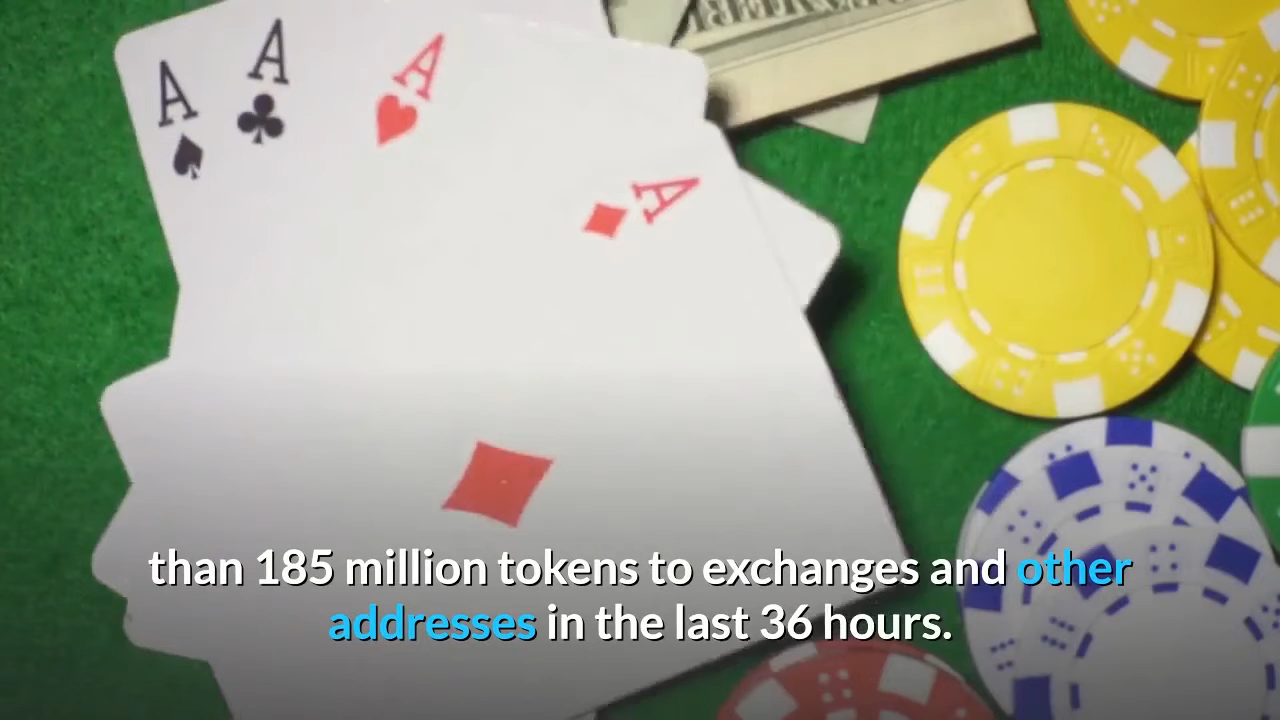 A
A
A
A
than 185 million tokens to exchanges and other
addresses in the last 36 hours.